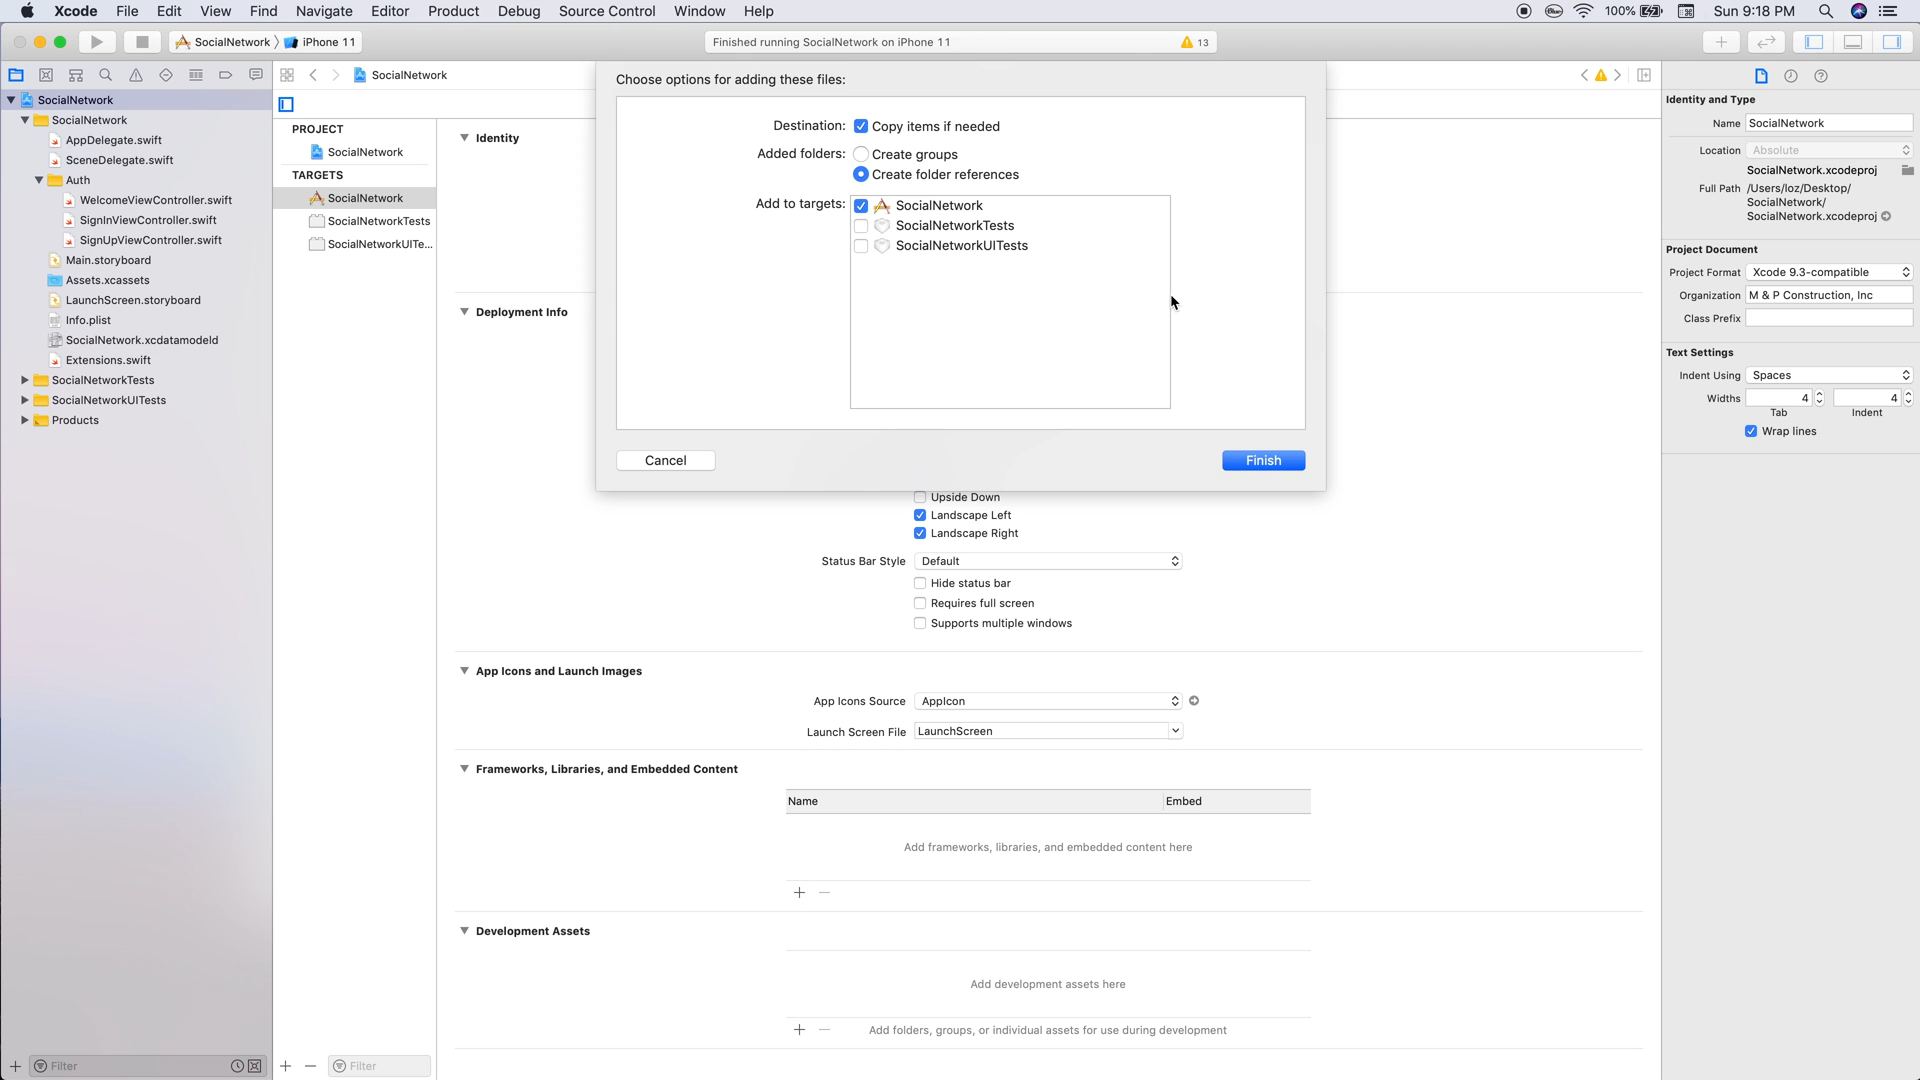 Xcode File Edit View Find Navigate Editor Product Debug Source Control Window Help
100% Sun 9:18 PM
SocialNetwork iPhone 11
Finished running SocialNetwork on iPhone 11
13
SocialNetwork
SocialNetwork
SocialNetwork
AppDelegate.swift
SceneDelegate.swift
Auth
WelcomeViewController.swift
SignInViewController.swift
SignUpViewController.swift
Main.storyboard
Assets.xcassets
LaunchScreen.storyboard
Info.plist
SocialNetwork.xcdatamodeld
Extensions.swift
SocialNetworkTests
SocialNetworkUITests
Products
Filter
PROJECT
SocialNetwork
TARGETS
SocialNetwork
SocialNetworkTests
SocialNetworkUITe...
Filter
Choose options for adding these files:
Destination: Copy items if needed
Added folders: Create groups
Create folder references
Add to targets: SocialNetwork
SocialNetworkTests
SocialNetworkUITests
Cancel
Finish
Identity
Deployment Info
Upside Down
Landscape Left
Landscape Right
Status Bar Style Default
Hide status bar
Requires full screen
Supports multiple windows
App Icons and Launch Images
App Icons Source AppIcon
Launch Screen File LaunchScreen
Frameworks, Libraries, and Embedded Content
Name Embed
Add frameworks, libraries, and embedded content here
Development Assets
Add development assets here
Add folders, groups, or individual assets for use during development
Identity and Type
Name SocialNetwork
Location Absolute
SocialNetwork.xcodeproj
Full Path /Users/loz/Desktop/
SocialNetwork/
SocialNetwork.xcodeproj
Project Document
Project Format Xcode 9.3-compatible
Organization M & P Construction, Inc
Class Prefix
Text Settings
Indent Using Spaces
Widths 4 4
Tab Indent
Wrap lines